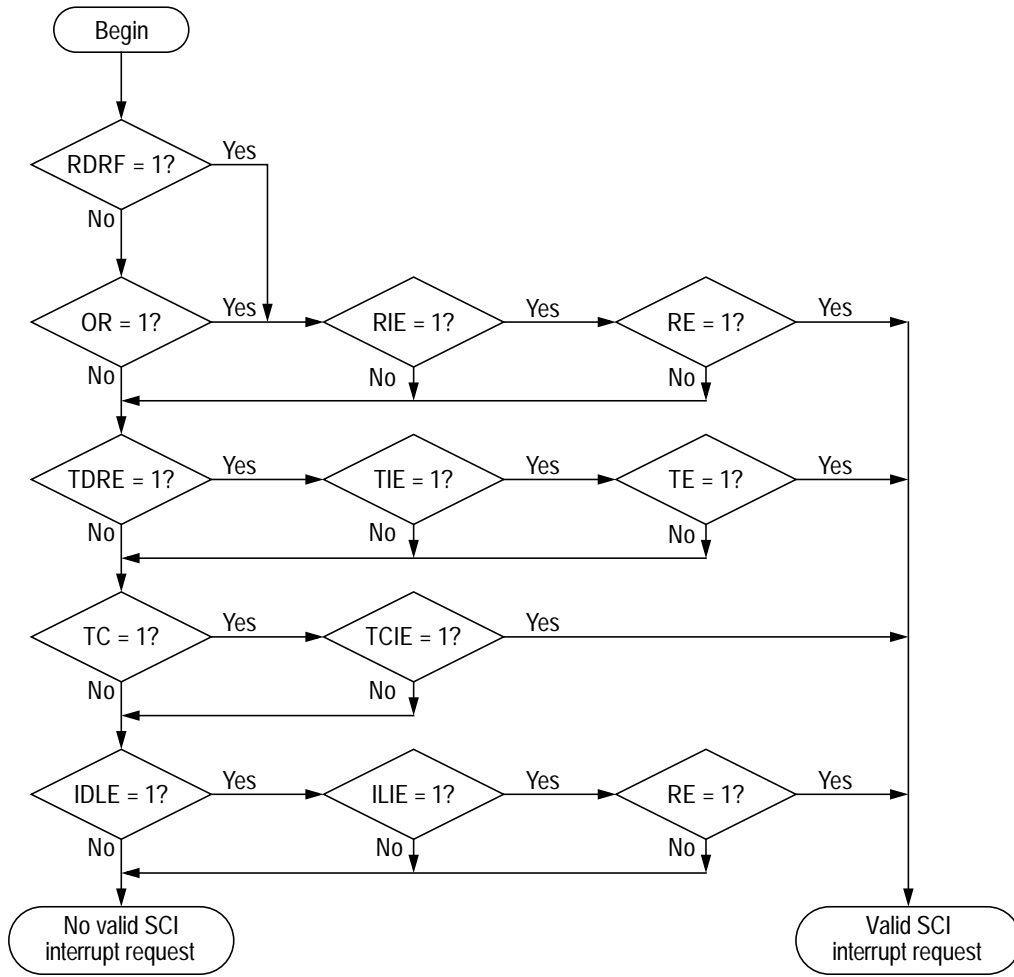 Begin
RDRF = 1?
Yes
No
OR = 1?
Yes
RIE = 1?
Yes
RE = 1?
Yes
No
No
No
TDRE = 1?
Yes
TIE = 1?
Yes
TE = 1?
Yes
No
No
No
TC = 1?
Yes
TCIE = 1?
Yes
No
No
IDLE = 1?
Yes
ILIE = 1?
Yes
RE = 1?
Yes
No
No
No
No valid SCI
interrupt request
Valid SCI
interrupt request